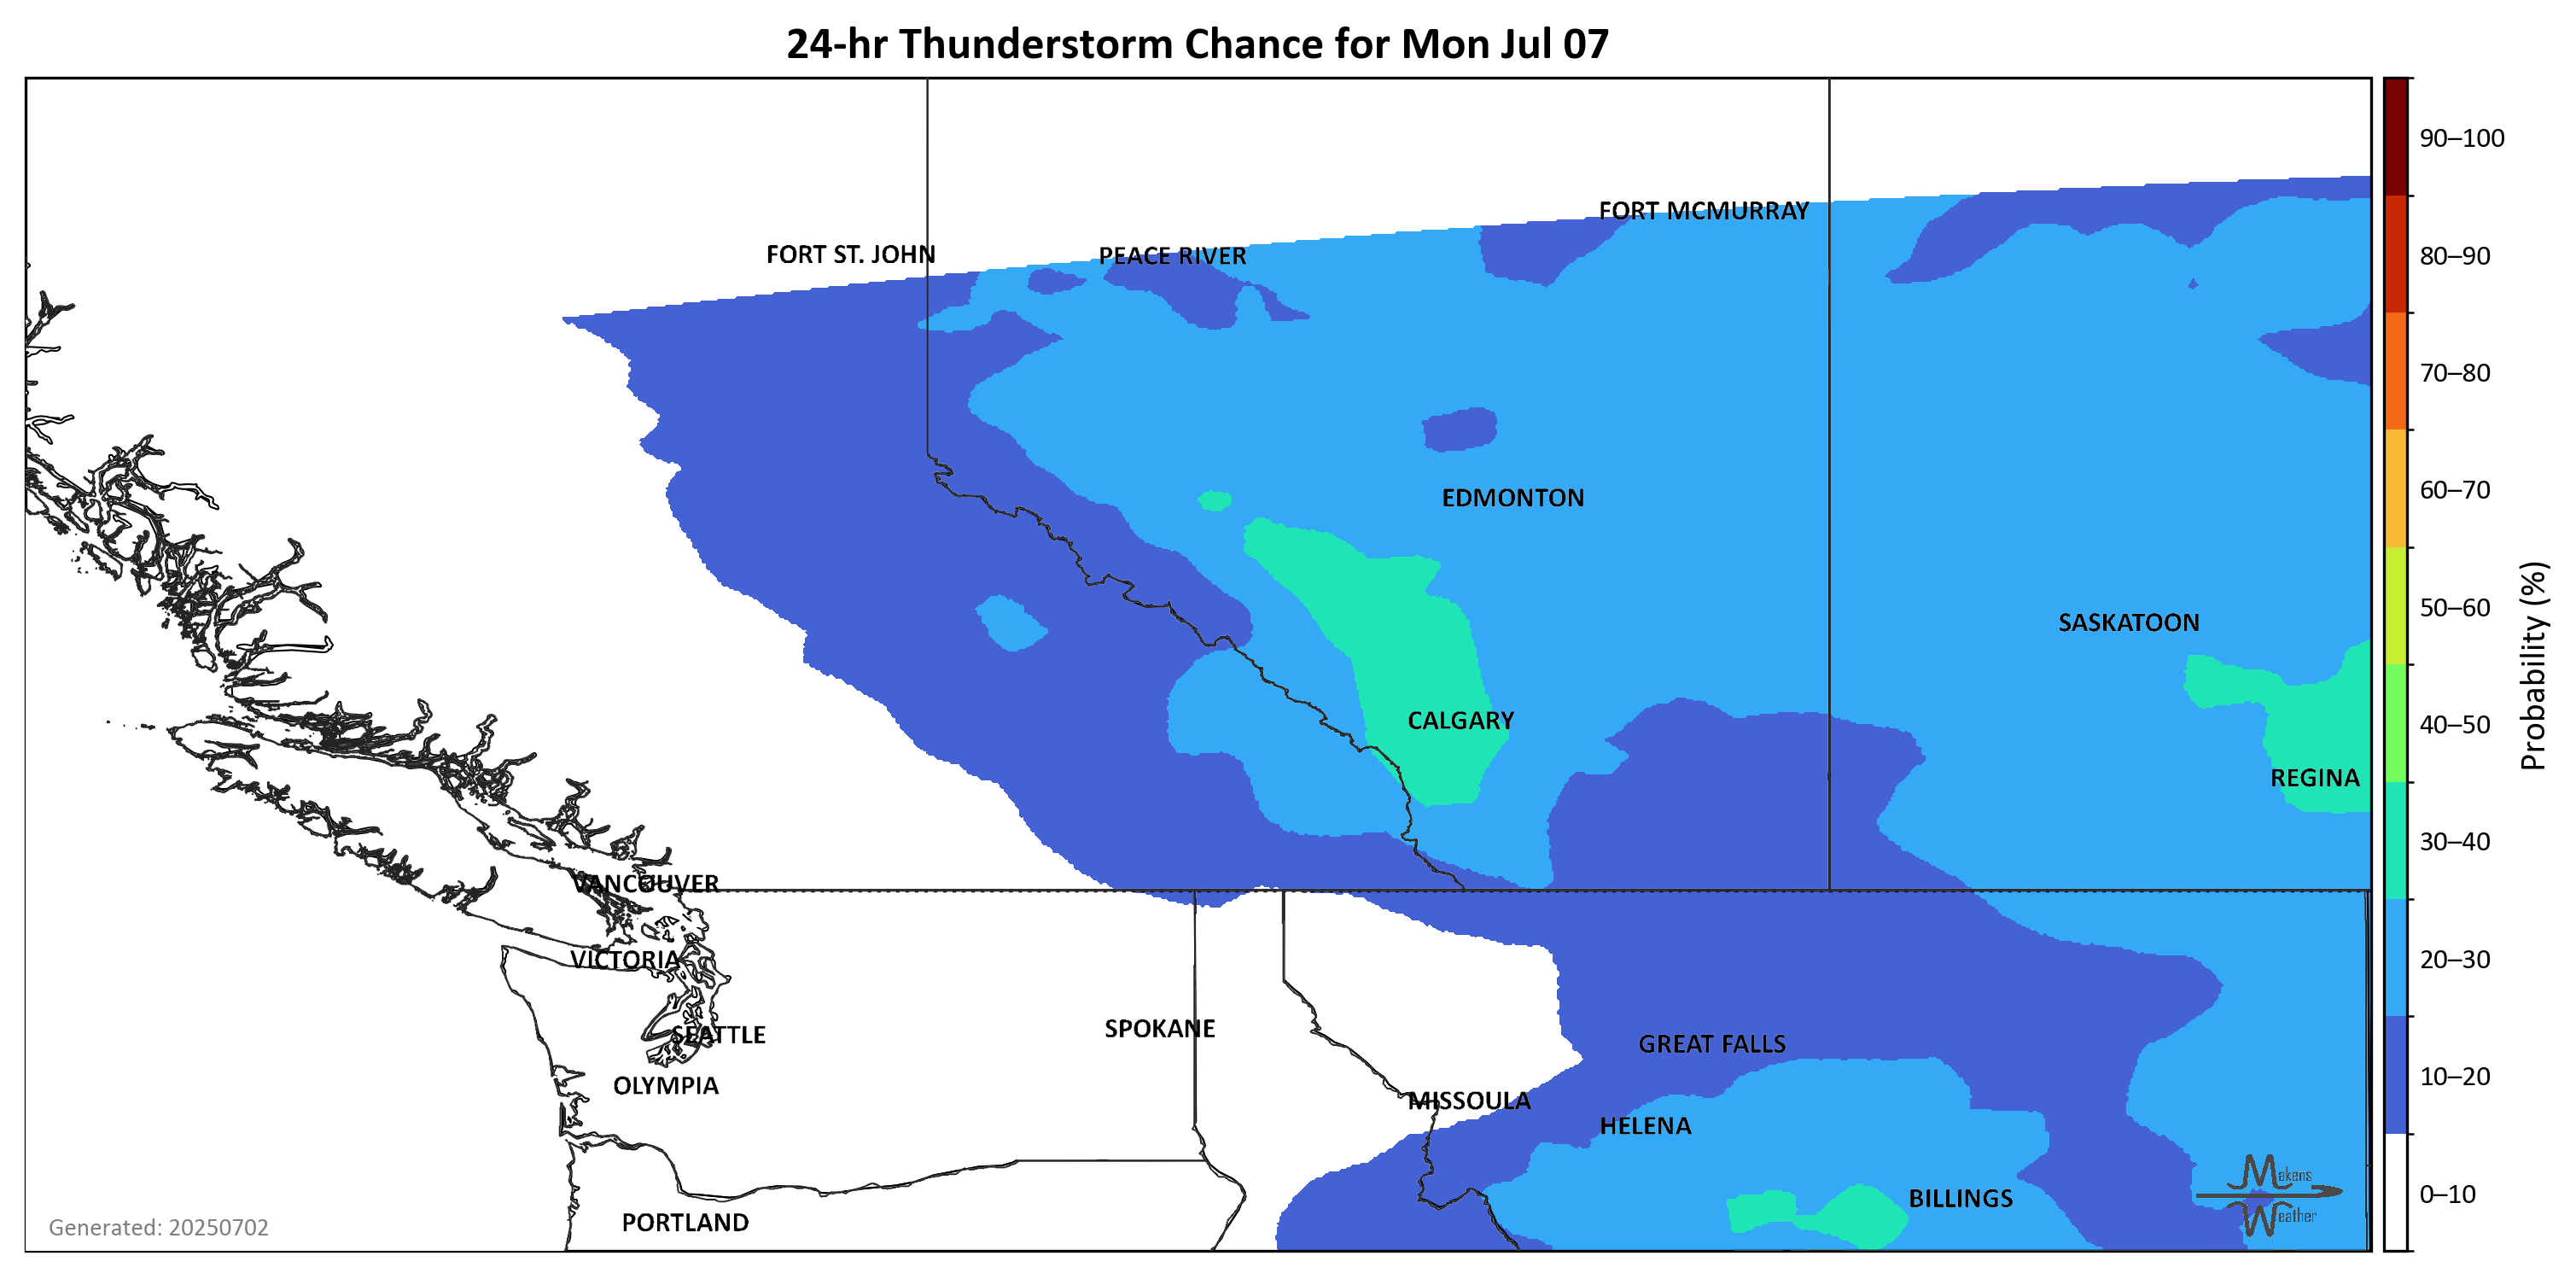 24-hr Thunderstorm Chance for Mon Jul 07
90–100
FORT MCMURRAY
FORT ST. JOHN
PEACE RIVER
80–90
70–80
60–70
EDMONTON
50–60
SASKATOON
CALGARY
40–50
REGINA
30–40
VANCOUVER
VICTORIA
20–30
SPOKANE
SEATTLE
GREAT FALLS
10–20
OLYMPIA
MISSOULA
HELENA
Makens
Weather
BILLINGS
0–10
PORTLAND
Generated: 20250702
Probability (%)